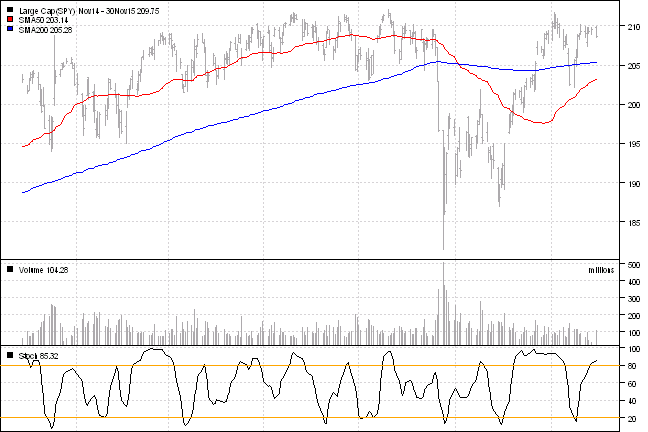 Large Cap(SPY) Nov14 - 30Nov15 209.75
SMA50 203.14
SMA200 205.28
210
205
200
195
190
185
Volume 104.28
millions
500
400
300
200
100
Stoch 85.32
100
80
60
40
20